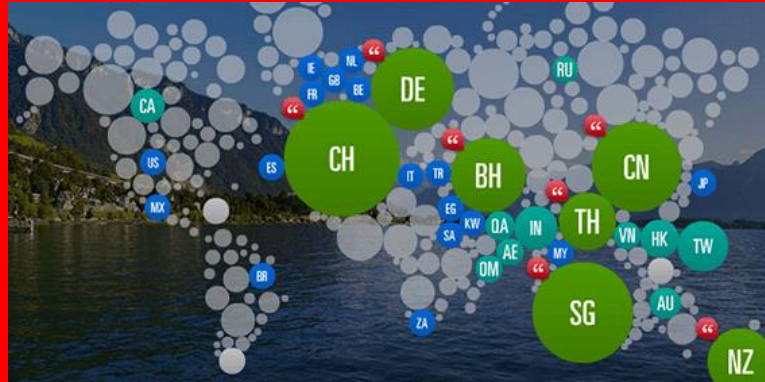 NL
IE
GB
BE
FR
DE
RU
CA
“
“
“
“
CH
CN
US
ES
IT
TR
BH
JP
MX
EG
KW
SA
QA
IN
TH
“
VN
HK
TW
AE
OM
MY
“
BR
AU
SG
ZA
“
NZ